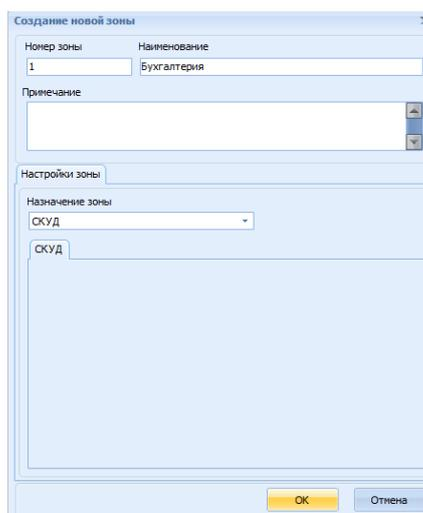 Создание новой зоны
Номер зоны Наименование
1 Бухгалтерия
Примечание
Настройки зоны
Назначение зоны
СКУД
СКУД
OK Отмена